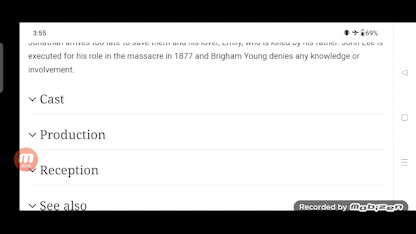 3:55
69%
Jonathan arrives too late to save them and his lover, Emily, who is killed by his father. John Lee is
executed for his role in the massacre in 1877 and Brigham Young denies any knowledge or
involvement.
Cast
Production
Reception
See also
Recorded by Mobizen